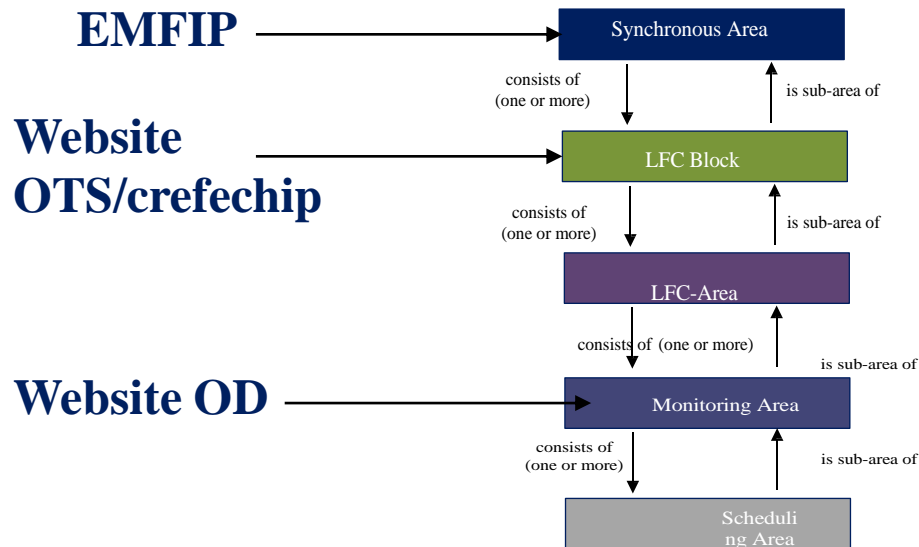 EMFIP
Synchronous Area
consists of
(one or more)
is sub-area of
Website
OTS/crefechip
LFC Block
consists of
(one or more)
is sub-area of
LFC-Area
consists of (one or more)
is sub-area of
Website OD
Monitoring Area
consists of
(one or more)
is sub-area of
Scheduli
ng Area